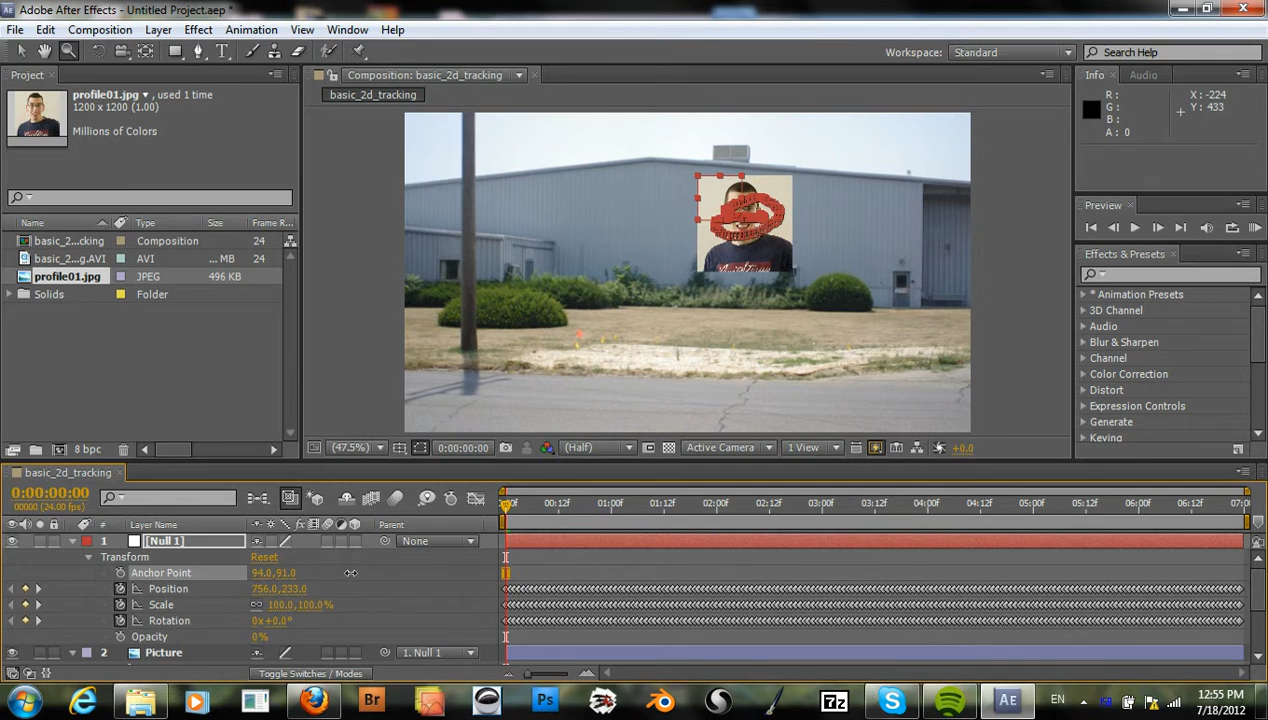 Adobe After Effects - Untitled Project.aep *
File Edit Composition Layer Effect Animation View Window Help
Workspace: Standard Search Help
Project Composition: basic_2d_tracking Info Audio
profile01.jpg , used 1 time
1200 x 1200 (1.00)
Millions of Colors
basic_2d_tracking
R : X: -224
G : Y: 433
B :
A : 0
Preview
Name Type Size Frame R...
basic_2...cking Composition 24
basic_2...g.AVI AVI ... MB 24
profile01.jpg JPEG 496 KB
Solids Folder
Effects & Presets
* Animation Presets
3D Channel
Audio
Blur & Sharpen
Channel
Color Correction
Distort
Expression Controls
Generate
Keying
8 bpc
(47.5%) 0:00:00:00 (Half) Active Camera 1 View +0.0
basic_2d_tracking
0:00:00:00
00000 (24.00 fps)
:00f 00:12f 01:00f 01:12f 02:00f 02:12f 03:00f 03:12f 04:00f 04:12f 05:00f 05:12f 06:00f 06:12f 07:00
# Layer Name Parent
1 [Null 1] None
Transform Reset
Anchor Point 94.0,91.0
Position 756.0,233.0
Scale 100.0,100.0%
Rotation 0x+0.0°
Opacity 0%
2 Picture 1. Null 1
Toggle Switches / Modes
Br Ps 7z Ae EN
12:55 PM
7/18/2012